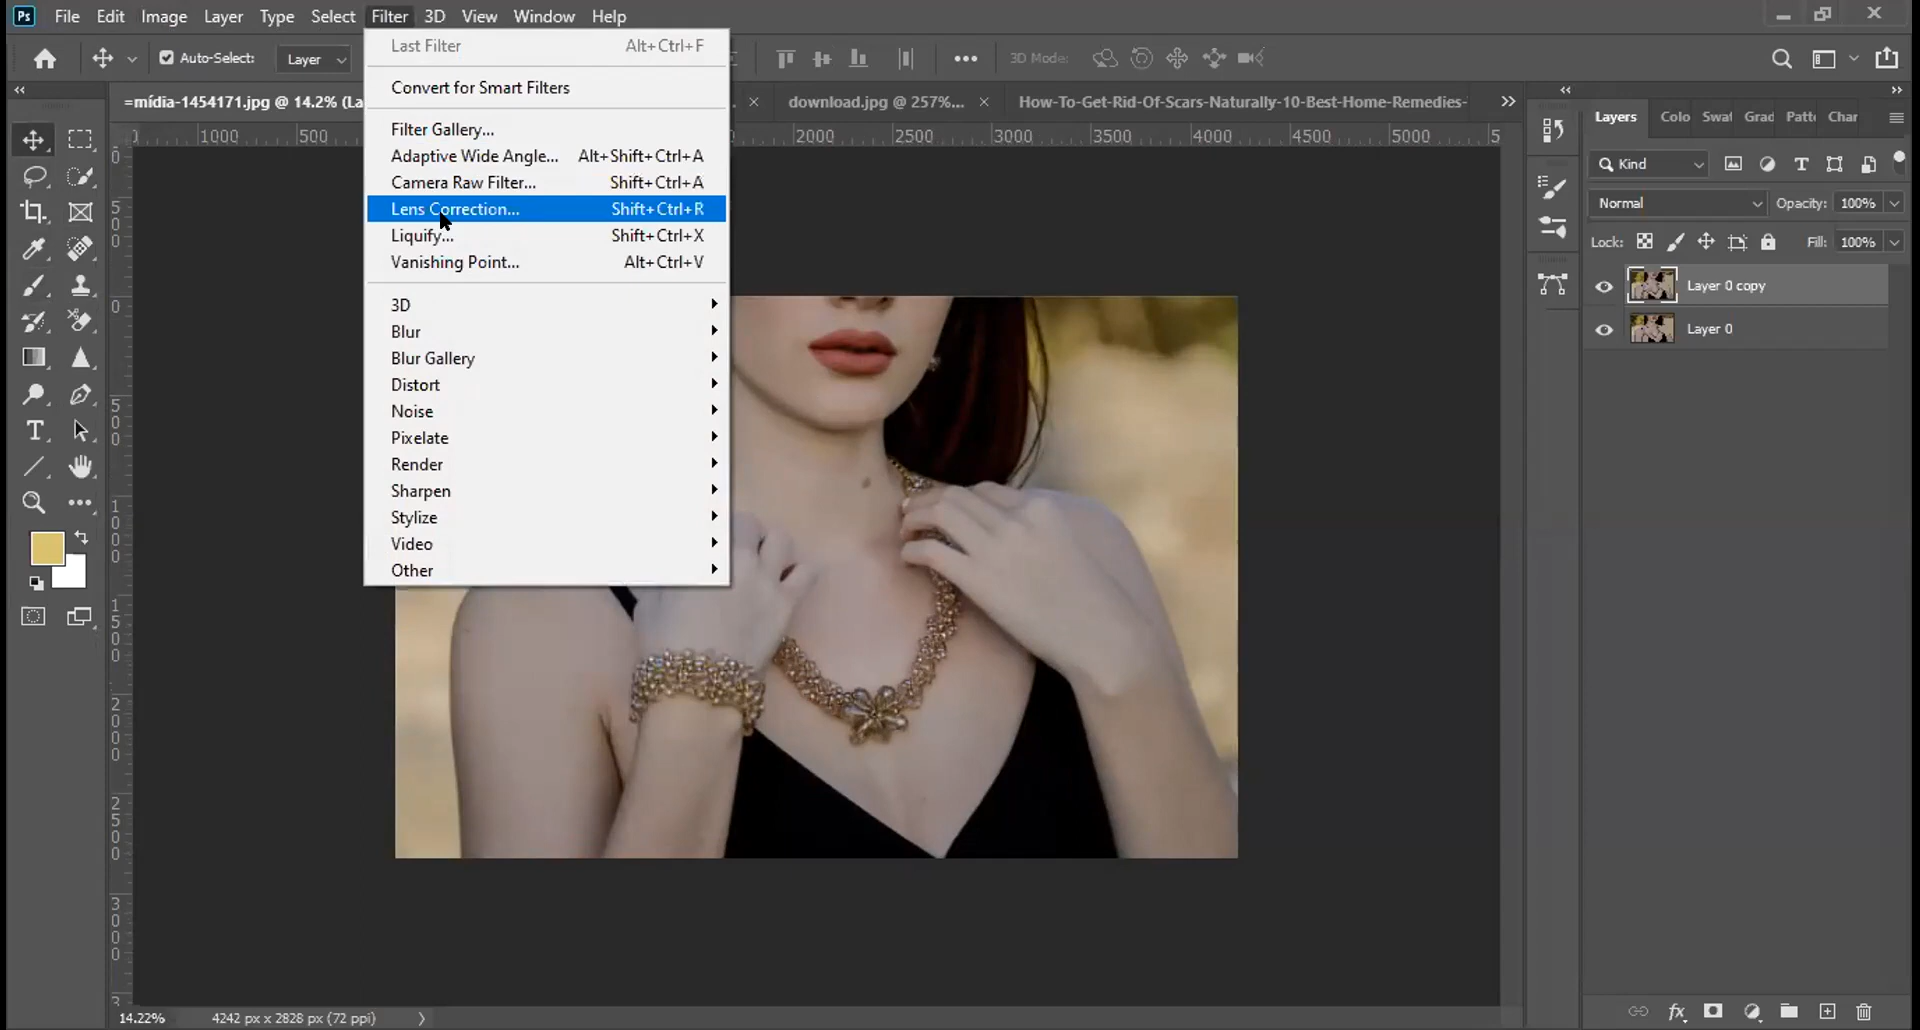 Ps File Edit Image Layer Type Select Filter 3D View Window Help
Auto-Select: Layer 3D Mode:
=mídia-1454171.jpg @ 14.2% (La download.jpg @ 257%... How-To-Get-Rid-Of-Scars-Naturally-10-Best-Home-Remedies-
1000 500 2000 2500 3000 3500 4000 4500 5000 5
Last Filter Alt+Ctrl+F
Convert for Smart Filters
Filter Gallery...
Adaptive Wide Angle... Alt+Shift+Ctrl+A
Camera Raw Filter... Shift+Ctrl+A
Lens Correction... Shift+Ctrl+R
Liquify... Shift+Ctrl+X
Vanishing Point... Alt+Ctrl+V
3D
Blur
Blur Gallery
Distort
Noise
Pixelate
Render
Sharpen
Stylize
Video
Other
Layers Colo Swat Grad Patt Char
Kind
Normal Opacity: 100%
Lock: Fill: 100%
Layer 0 copy
Layer 0
14.22% 4242 px x 2828 px (72 ppi)